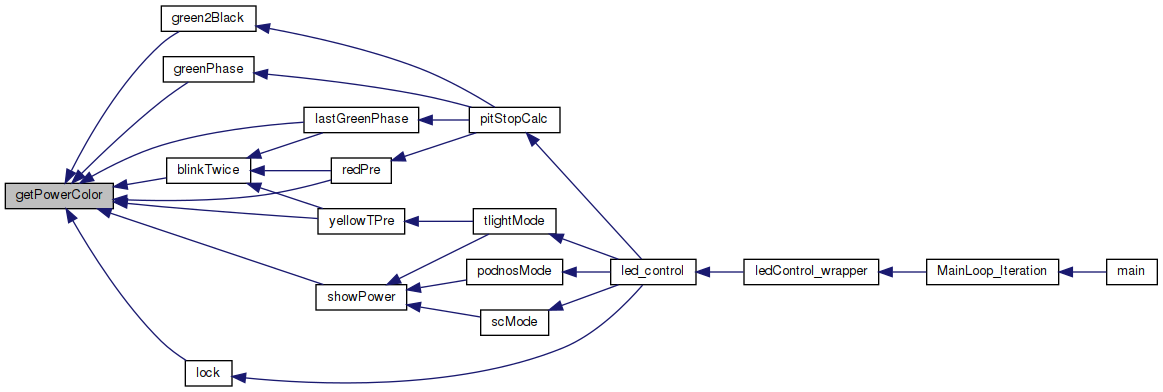 green2Black
greenPhase
lastGreenPhase
pitStopCalc
blinkTwice
redPre
getPowerColor
yellowTPre
tlightMode
podnosMode
led_control
ledControl_wrapper
MainLoop_Iteration
main
showPower
scMode
lock